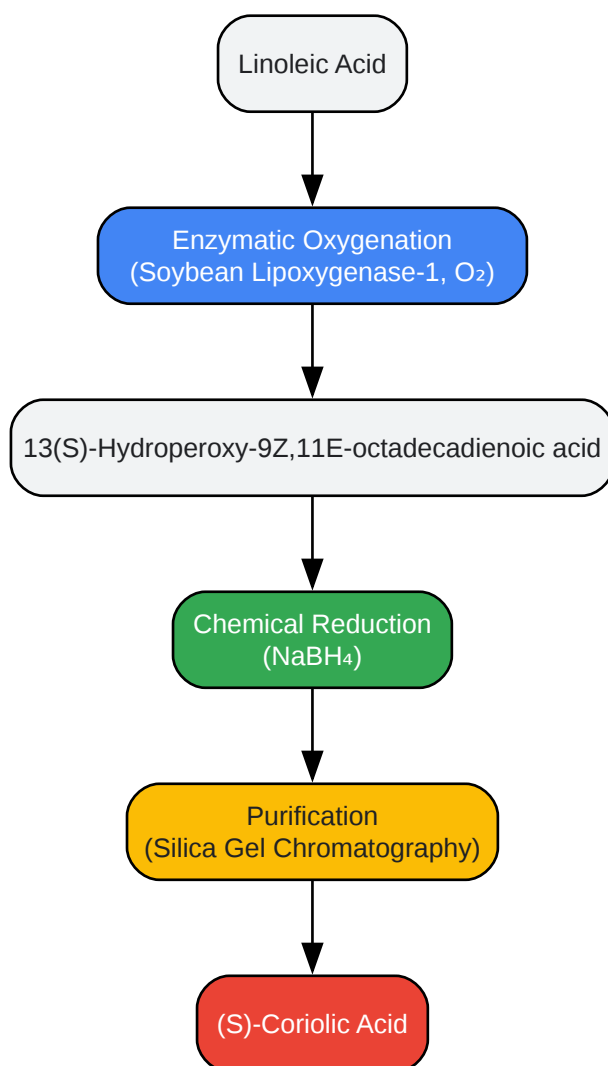 Linoleic Acid
Enzymatic Oxygenation
(Soybean Lipoxygenase-1, O₂)
13(S)-Hydroperoxy-9Z,11E-octadecadienoic acid
Chemical Reduction
(NaBH₄)
Purification
(Silica Gel Chromatography)
(S)-Coriolic Acid